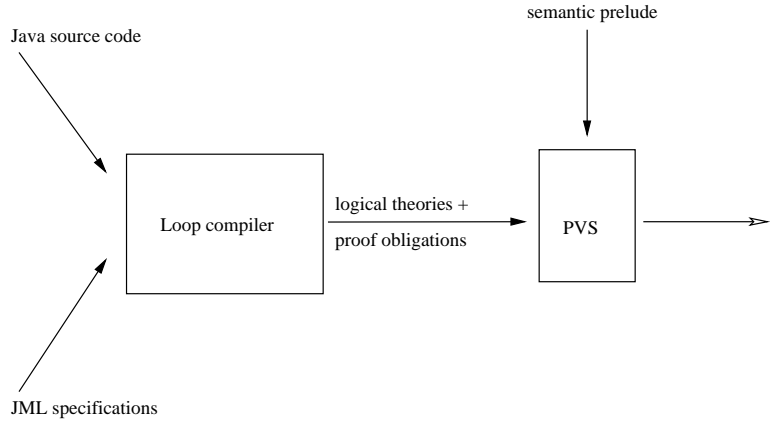 semantic prelude
Java source code
Loop compiler
logical theories +
proof obligations
PVS
JML specifications